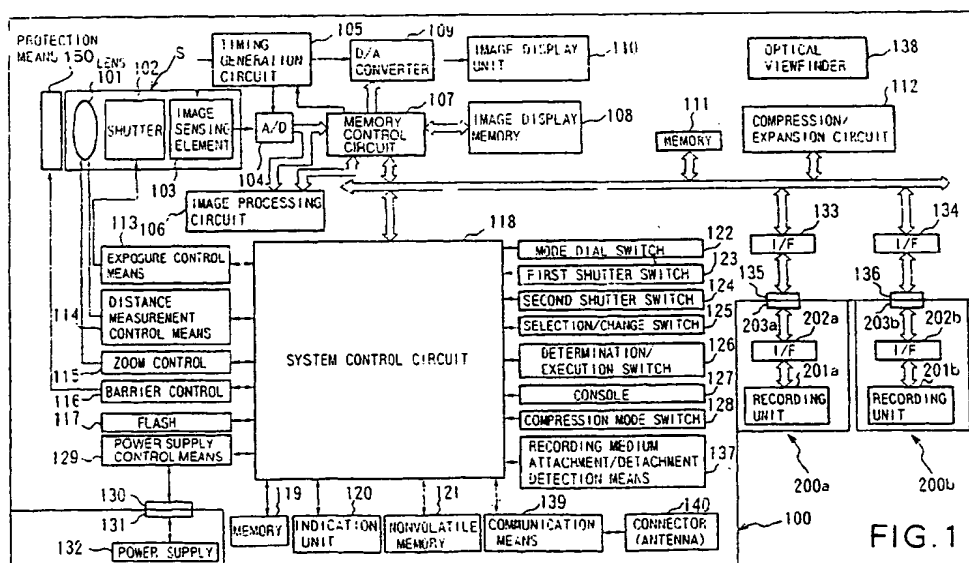 PROTECTION
MEANS 150
LENS
101
102
S
TIMING
GENERATION
CIRCUIT
105
109
D/A
CONVERTER
IMAGE DISPLAY
UNIT
110
OPTICAL
VIEWFINDER
138
SHUTTER
IMAGE
SENSING
ELEMENT
103
A/D
104
MEMORY
CONTROL
CIRCUIT
107
IMAGE DISPLAY
MEMORY
108
111
MEMORY
112
COMPRESSION/
EXPANSION CIRCUIT
106
IMAGE PROCESSING
CIRCUIT
113
EXPOSURE CONTROL
MEANS
114
DISTANCE
MEASUREMENT
CONTROL MEANS
115
ZOOM CONTROL
116
BARRIER CONTROL
117
FLASH
129
POWER SUPPLY
CONTROL MEANS
130
131
132
POWER SUPPLY
118
SYSTEM CONTROL CIRCUIT
MODE DIAL SWITCH
122
FIRST SHUTTER SWITCH
123
SECOND SHUTTER SWITCH
124
SELECTION/CHANGE SWITCH
125
DETERMINATION/
EXECUTION SWITCH
126
CONSOLE
127
COMPRESSION MODE SWITCH
128
RECORDING MEDIUM
ATTACHMENT/DETACHMENT
DETECTION MEANS
137
119
MEMORY
120
INDICATION
UNIT
121
NONVOLATILE
MEMORY
139
COMMUNICATION
MEANS
140
CONNECTOR
(ANTENNA)
I/F
133
I/F
134
135
136
203a
202a
I/F
201a
RECORDING
UNIT
200a
203b
202b
I/F
201b
RECORDING
UNIT
200b
100
FIG. 1